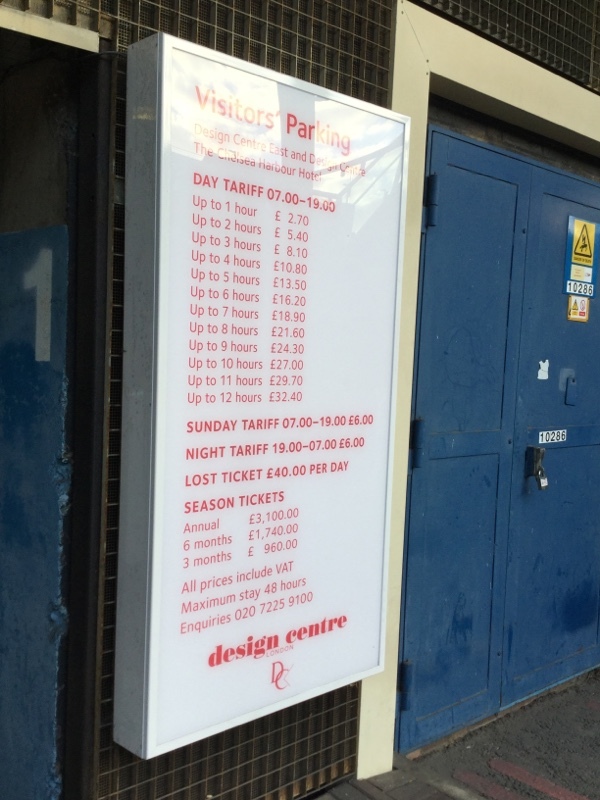 Visitors' Parking
Design Centre East and Design Centre
The Chelsea Harbour Hotel
DAY TARIFF 07.00–19.00
Up to 1 hour £ 2.70
Up to 2 hours £ 5.40
Up to 3 hours £ 8.10
Up to 4 hours £10.80
Up to 5 hours £13.50
Up to 6 hours £16.20
Up to 7 hours £18.90
Up to 8 hours £21.60
Up to 9 hours £24.30
Up to 10 hours £27.00
Up to 11 hours £29.70
Up to 12 hours £32.40
SUNDAY TARIFF 07.00–19.00 £6.00
NIGHT TARIFF 19.00–07.00 £6.00
LOST TICKET £40.00 PER DAY
SEASON TICKETS
Annual £3,100.00
6 months £1,740.00
3 months £ 960.00
All prices include VAT
Maximum stay 48 hours
Enquiries 020 7225 9100
design centre
LONDON
DC
1
10286
10286